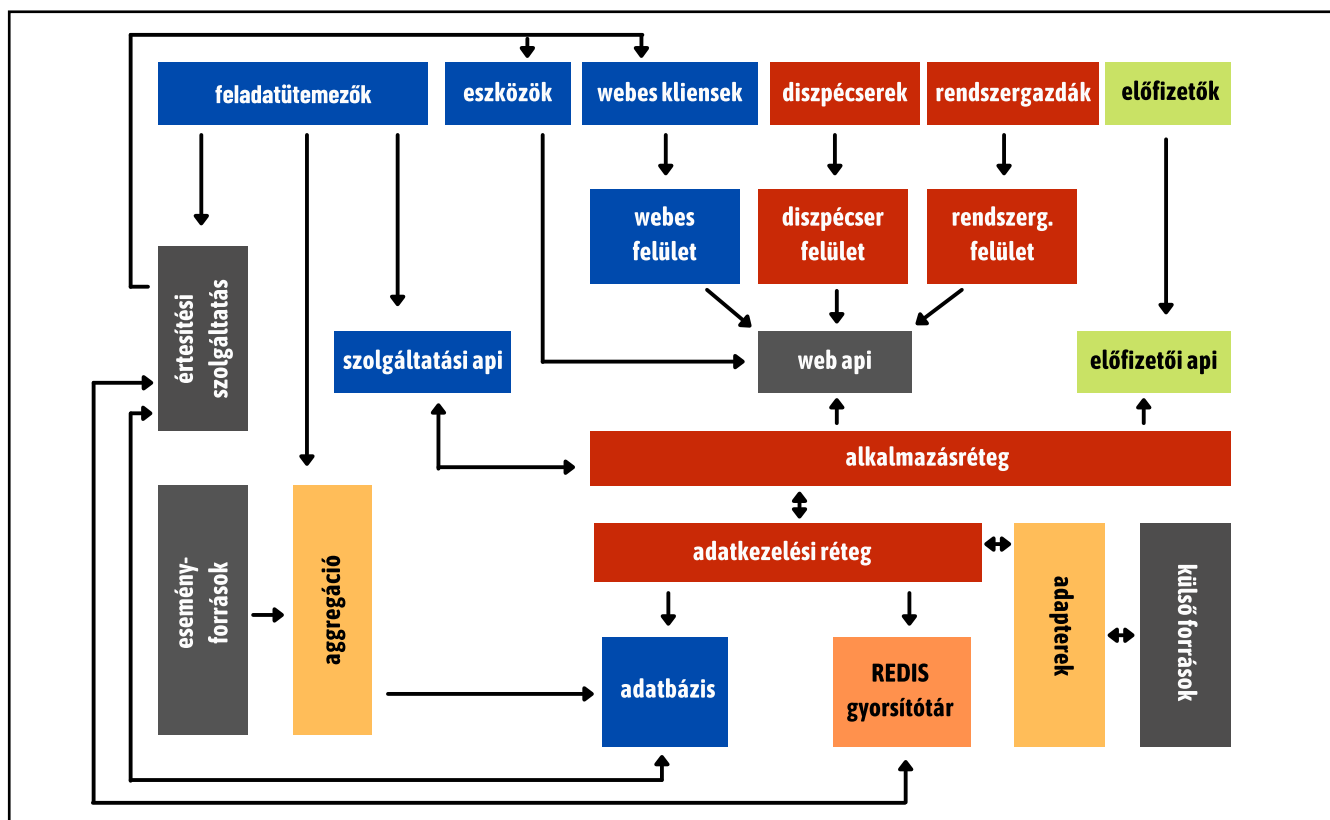 feladatütemezők
eszközök
webes kliensek
diszpécserek
rendszergazdák
előfizetők
webes
felület
diszpécser
felület
rendszerg.
felület
értesítési
szolgáltatás
szolgáltatási api
web api
előfizetői api
alkalmazásréteg
adatkezelési réteg
esemény-
források
aggregáció
adapterek
külső források
adatbázis
REDIS
gyorsítótár